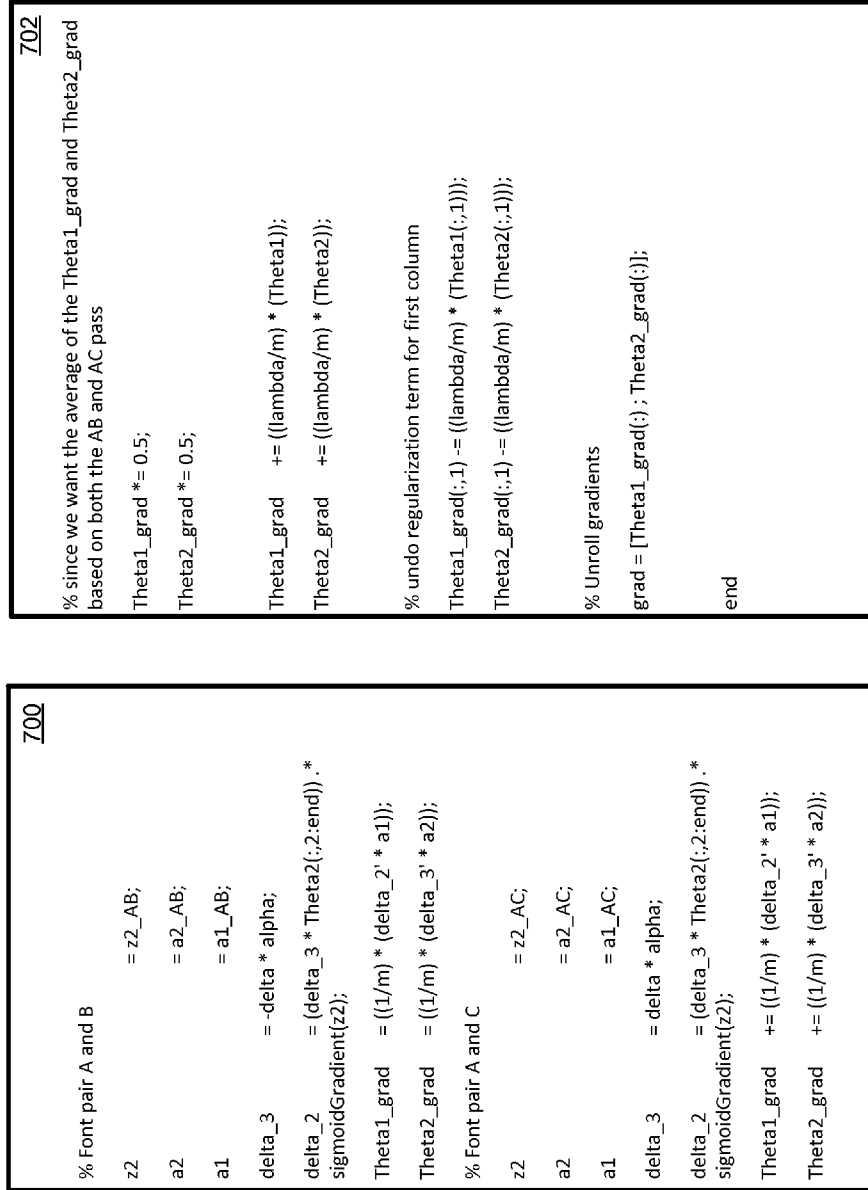 700
% Font pair A and B
z2 = z2_AB;
a2 = a2_AB;
a1 = a1_AB;
delta_3 = -delta * alpha;
delta_2 = (delta_3 * Theta2(:,2:end)) .*
sigmoidGradient(z2);
Theta1_grad = ((1/m) * (delta_2' * a1));
Theta2_grad = ((1/m) * (delta_3' * a2));
% Font pair A and C
z2 = z2_AC;
a2 = a2_AC;
a1 = a1_AC;
delta_3 = delta * alpha;
delta_2 = (delta_3 * Theta2(:,2:end)) .*
sigmoidGradient(z2);
Theta1_grad += ((1/m) * (delta_2' * a1));
Theta2_grad += ((1/m) * (delta_3' * a2));
702
% since we want the average of the Theta1_grad and Theta2_grad
based on both the AB and AC pass
Theta1_grad *= 0.5;
Theta2_grad *= 0.5;
Theta1_grad += ((lambda/m) * (Theta1));
Theta2_grad += ((lambda/m) * (Theta2));
% undo regularization term for first column
Theta1_grad(:,1) -= ((lambda/m) * (Theta1(:,1)));
Theta2_grad(:,1) -= ((lambda/m) * (Theta2(:,1)));
% Unroll gradients
grad = [Theta1_grad(:) ; Theta2_grad(:)];
end